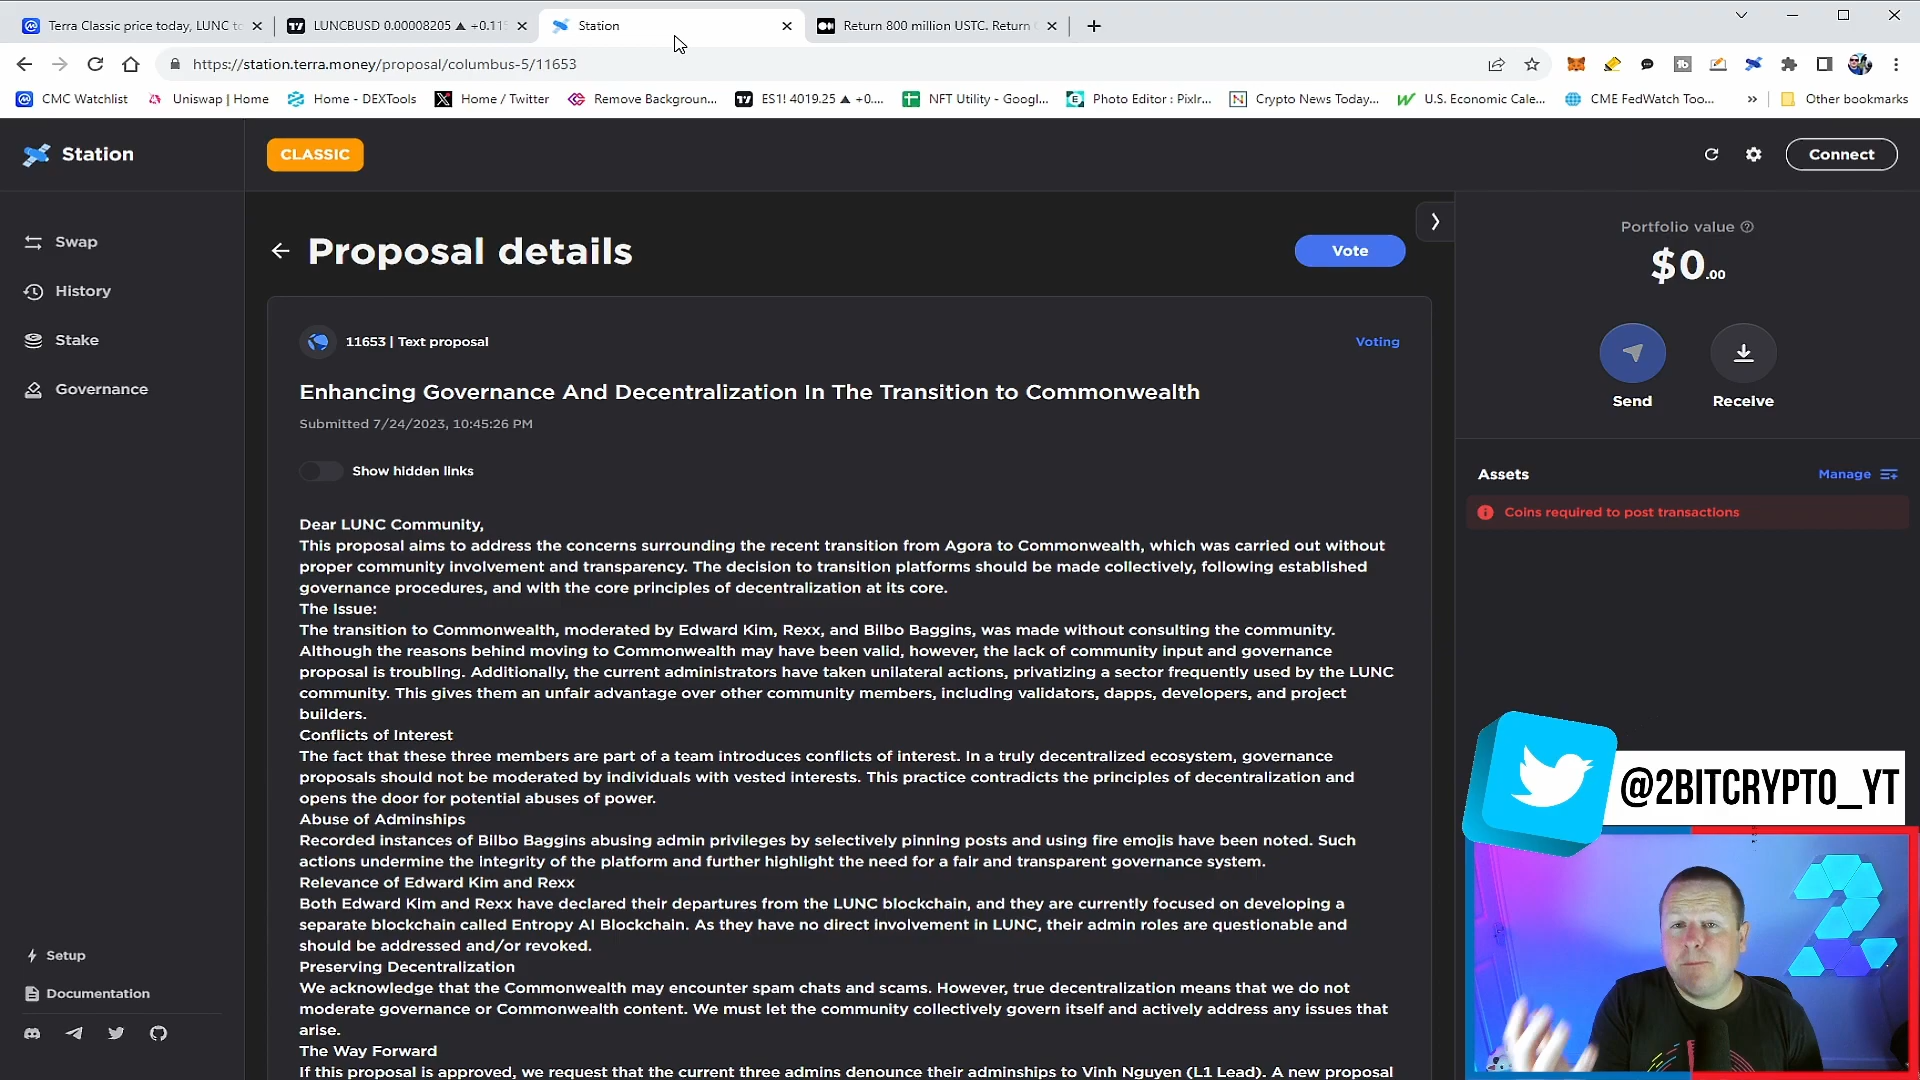 Terra Classic price today, LUNC to
LUNCBUSD 0.00008205 ▲ +0.11
Station
Return 800 million USTC. Return
https://station.terra.money/proposal/columbus-5/11653
CMC Watchlist
Uniswap | Home
Home - DEXTools
Home / Twitter
Remove Backgroun...
ES1! 4019.25 ▲ +0....
NFT Utility - Googl...
Photo Editor : Pixlr...
Crypto News Today...
U.S. Economic Cale...
CME FedWatch Too...
Other bookmarks
Station
CLASSIC
Connect
Swap
History
Stake
Governance
Setup
Documentation
Proposal details
Vote
11653 | Text proposal
Voting
Enhancing Governance And Decentralization In The Transition to Commonwealth
Submitted 7/24/2023, 10:45:26 PM
Show hidden links
Dear LUNC Community,
This proposal aims to address the concerns surrounding the recent transition from Agora to Commonwealth, which was carried out without
proper community involvement and transparency. The decision to transition platforms should be made collectively, following established
governance procedures, and with the core principles of decentralization at its core.
The Issue:
The transition to Commonwealth, moderated by Edward Kim, Rexx, and Bilbo Baggins, was made without consulting the community.
Although the reasons behind moving to Commonwealth may have been valid, however, the lack of community input and governance
proposal is troubling. Additionally, the current administrators have taken unilateral actions, privatizing a sector frequently used by the LUNC
community. This gives them an unfair advantage over other community members, including validators, dapps, developers, and project
builders.
Conflicts of Interest
The fact that these three members are part of a team introduces conflicts of interest. In a truly decentralized ecosystem, governance
proposals should not be moderated by individuals with vested interests. This practice contradicts the principles of decentralization and
opens the door for potential abuses of power.
Abuse of Adminships
Recorded instances of Bilbo Baggins abusing admin privileges by selectively pinning posts and using fire emojis have been noted. Such
actions undermine the integrity of the platform and further highlight the need for a fair and transparent governance system.
Relevance of Edward Kim and Rexx
Both Edward Kim and Rexx have declared their departures from the LUNC blockchain, and they are currently focused on developing a
separate blockchain called Entropy AI Blockchain. As they have no direct involvement in LUNC, their admin roles are questionable and
should be addressed and/or revoked.
Preserving Decentralization
We acknowledge that the Commonwealth may encounter spam chats and scams. However, true decentralization means that we do not
moderate governance or Commonwealth content. We must let the community collectively govern itself and actively address any issues that
arise.
The Way Forward
If this proposal is approved, we request that the current three admins denounce their adminships to Vinh Nguyen (L1 Lead). A new proposal
Portfolio value
$0.00
Send
Receive
Assets
Manage
Coins required to post transactions
@2BITCRYPTO_YT